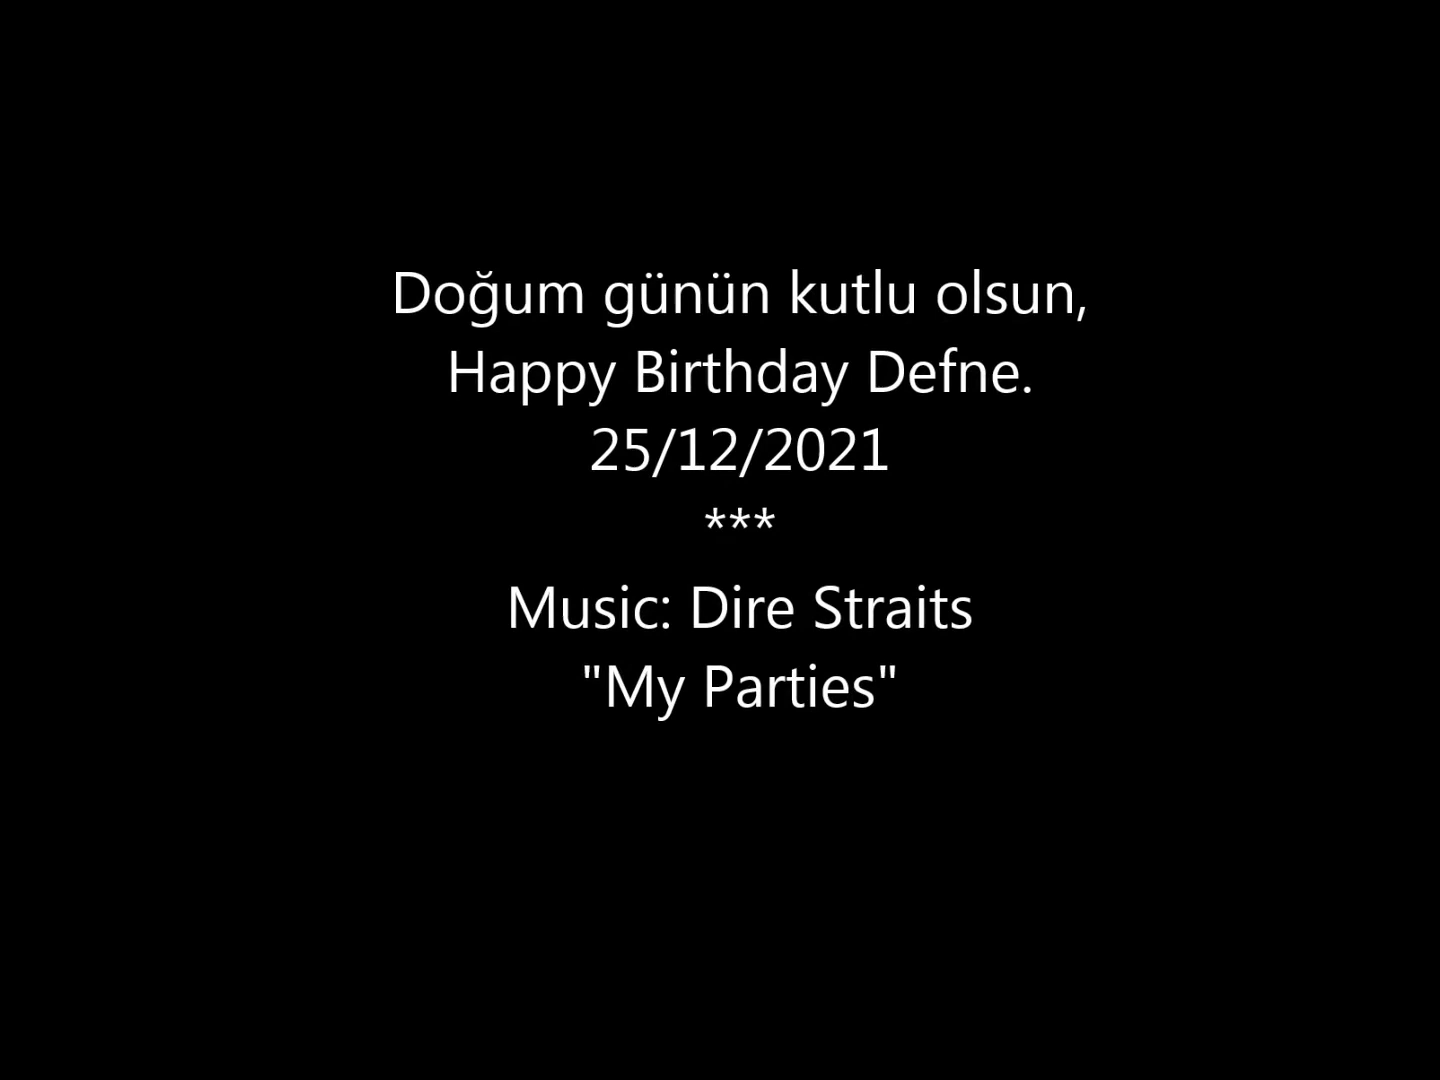 Doğum günün kutlu olsun,
Happy Birthday Defne.
25/12/2021
***
Music: Dire Straits
"My Parties"